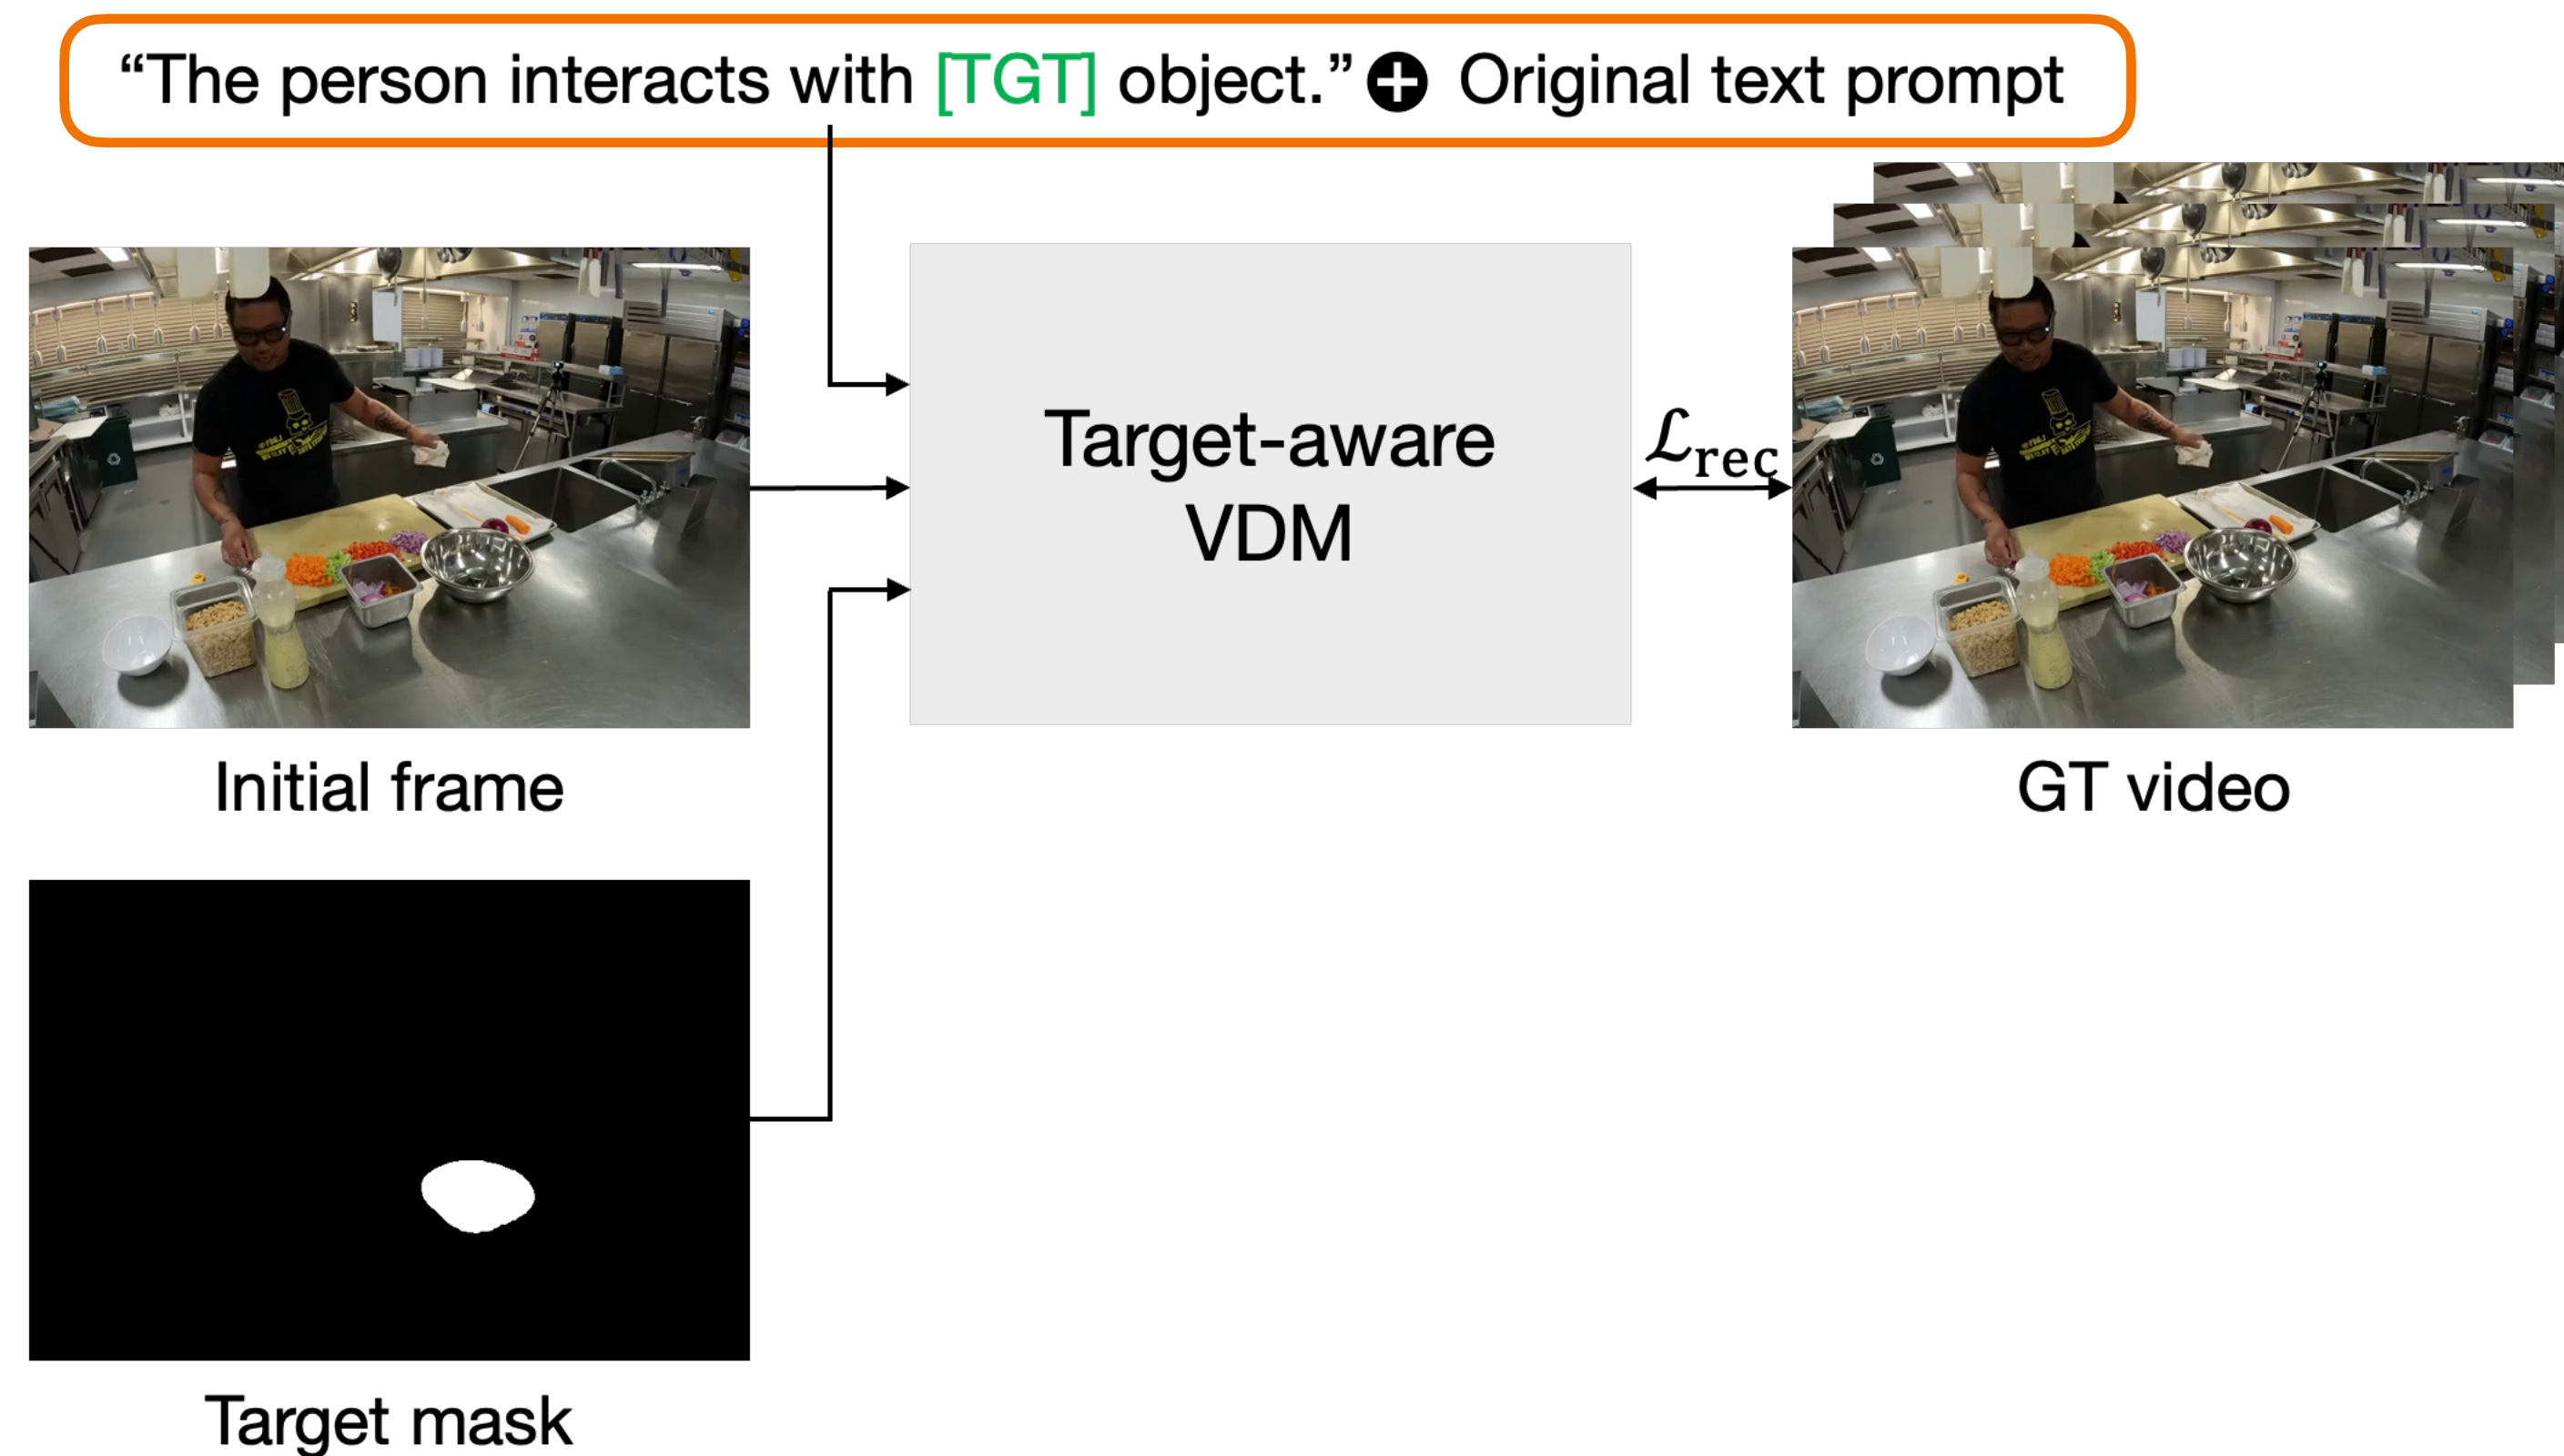 “The person interacts with [TGT] object.” + Original text prompt
Target-aware
VDM
ℒrec
Initial frame
GT video
Target mask